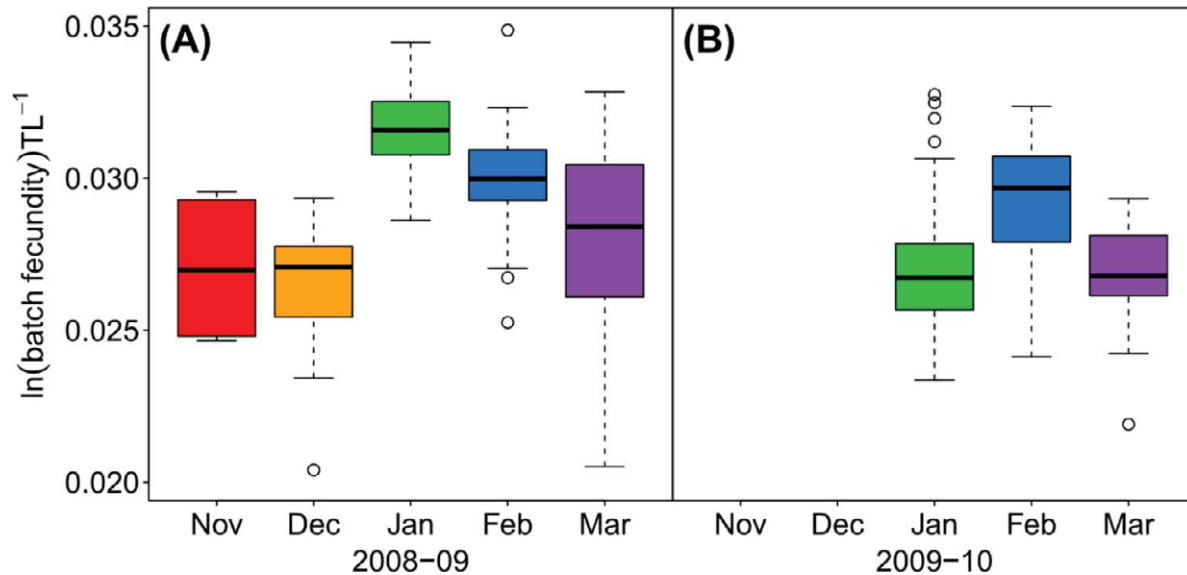 (A) (B)
ln(batch fecundity)TL⁻¹
0.035
0.030
0.025
0.020
Nov Dec Jan Feb Mar Nov Dec Jan Feb Mar
2008−09 2009−10